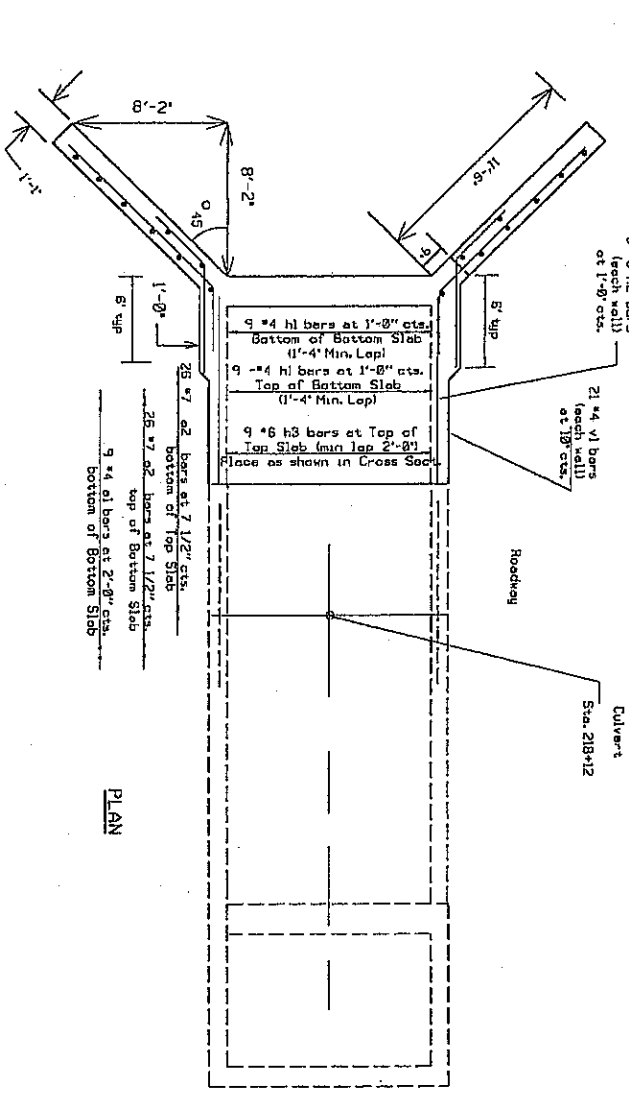 (each wall)
at 1'-0" cts.
21 #4 v1 bars
(each wall)
at 10" cts.
Roadway
Culvert
Sta. 218+12
11'-6"
9"
6' typ
8'-2"
8'-2"
45
1'-1"
6' typ
1'-0"
9 #4 h1 bars at 1'-0" cts.
Bottom of Bottom Slab
(1'-4" Min. Lap)
9 -#4 h1 bars at 1'-0" cts.
Top of Bottom Slab
(1'-4" Min. Lap)
9 #6 h3 bars at Top of
Top Slab (min lap 2'-0")
Place as shown in Cross Sect.
26 #7 a2 bars at 7 1/2" cts.
bottom of Top Slab
26 #7 a2 bars at 7 1/2" cts.
top of Bottom Slab
9 #4 a1 bars at 2'-0" cts.
bottom of Bottom Slab
PLAN